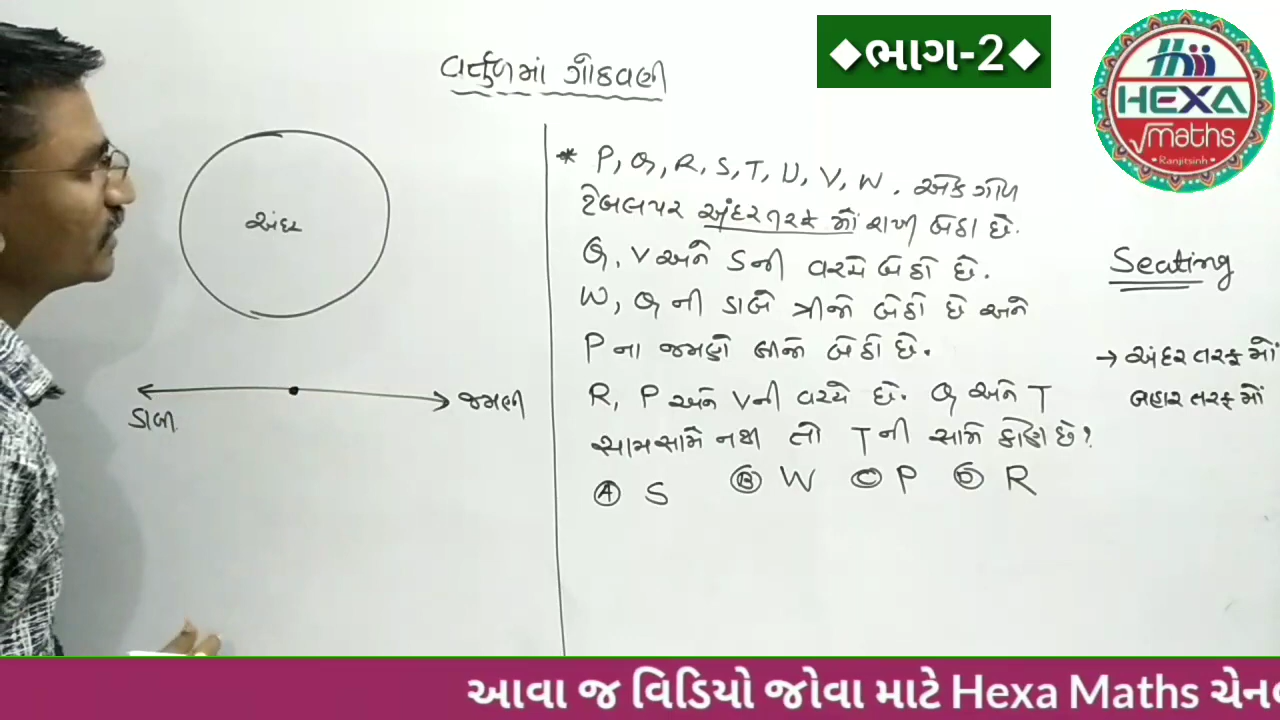 ◆ભાગ-2◆
HEXA
√maths
Ranjitsinh
વર્તુળમાં ગોઠવણી
અંદર
ડાબી
જમણી
* P, Q, R, S, T, U, V, W. એક ગોળ
ટેબલપર અંદરતરફ મોં રાખી બેઠા છે.
Q, V અને S ની વચ્ચે બેઠો છે.
W, Q ની ડાબે ત્રીજો બેઠો છે અને
P ના જમણે બીજો બેઠો છે.
R, P અને V ની વચ્ચે છે. Q અને T
સામસામે નથી તો T ની સામે કોણ છે?
Ⓐ S Ⓑ W Ⓒ P Ⓓ R
Seating
→ અંદર તરફ મોં
બહાર તરફ મોં
આવા જ વિડિયો જોવા માટે Hexa Maths